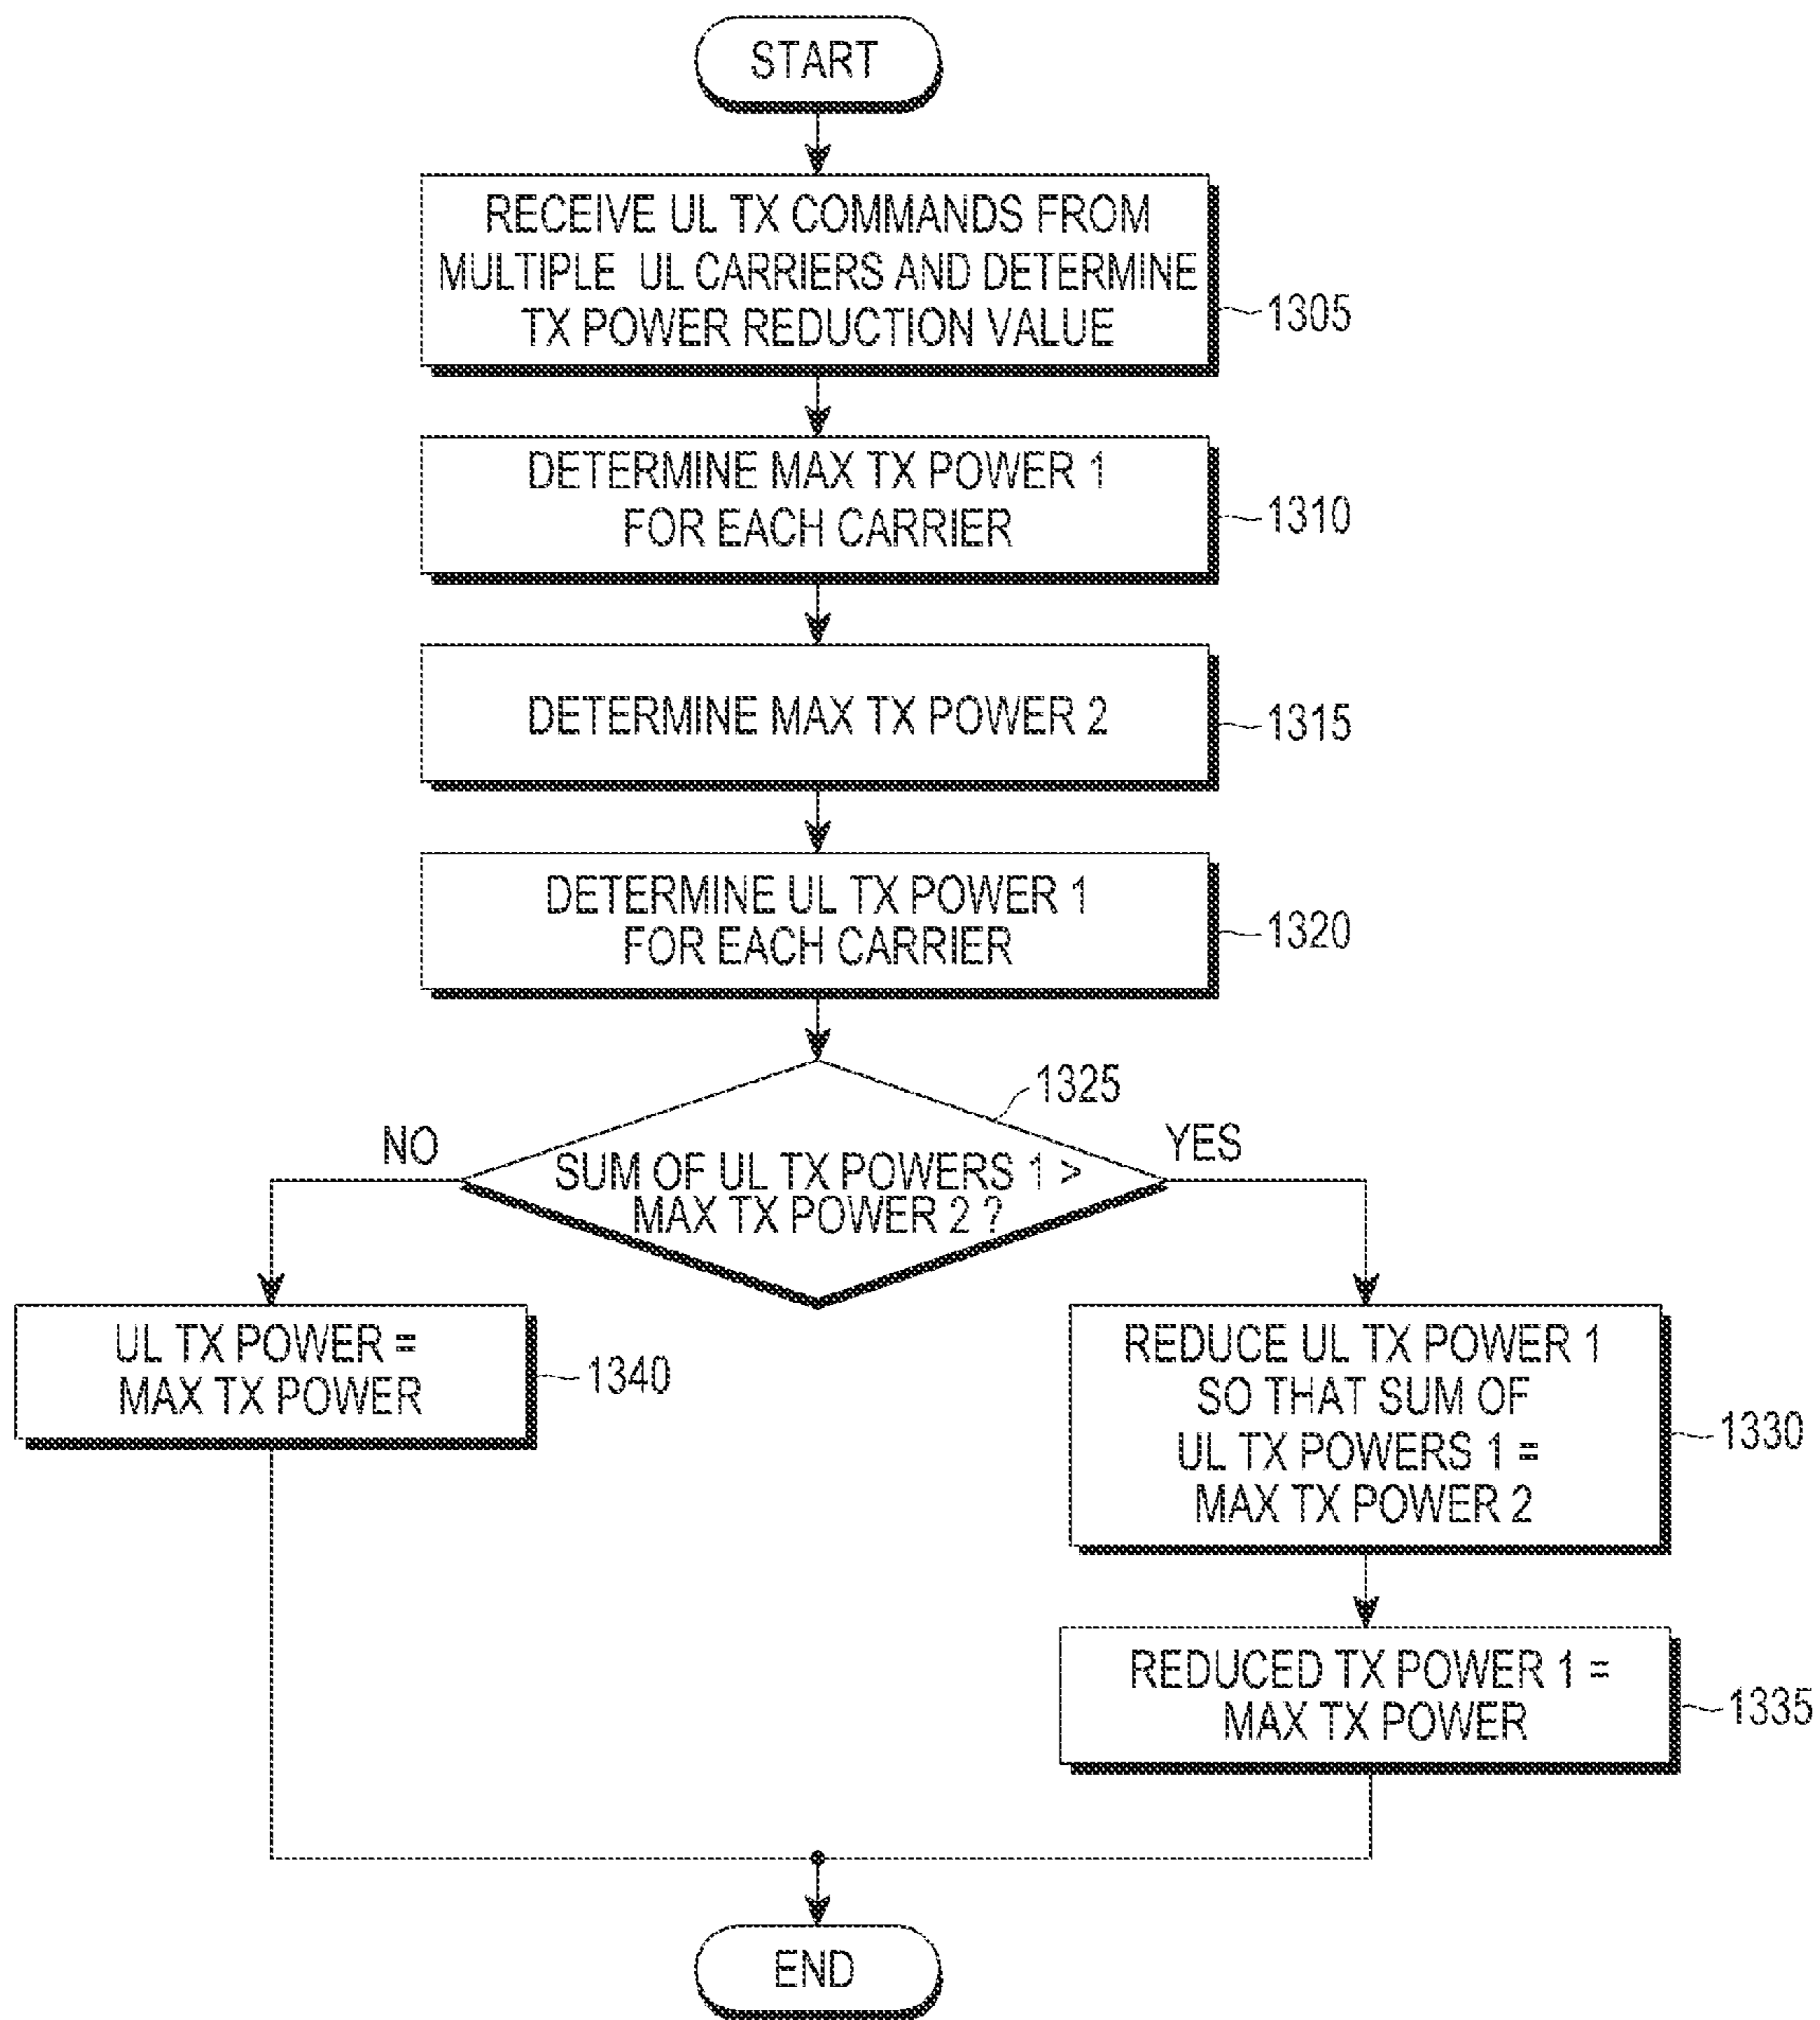 START
RECEIVE UL TX COMMANDS FROM
MULTIPLE UL CARRIERS AND DETERMINE
TX POWER REDUCTION VALUE
1305
DETERMINE MAX TX POWER 1
FOR EACH CARRIER
1310
DETERMINE MAX TX POWER 2
1315
DETERMINE UL TX POWER 1
FOR EACH CARRIER
1320
1325
NO
YES
SUM OF UL TX POWERS 1 >
MAX TX POWER 2 ?
UL TX POWER =
MAX TX POWER
1340
REDUCE UL TX POWER 1
SO THAT SUM OF
UL TX POWERS 1 =
MAX TX POWER 2
1330
REDUCED TX POWER 1 =
MAX TX POWER
1335
END